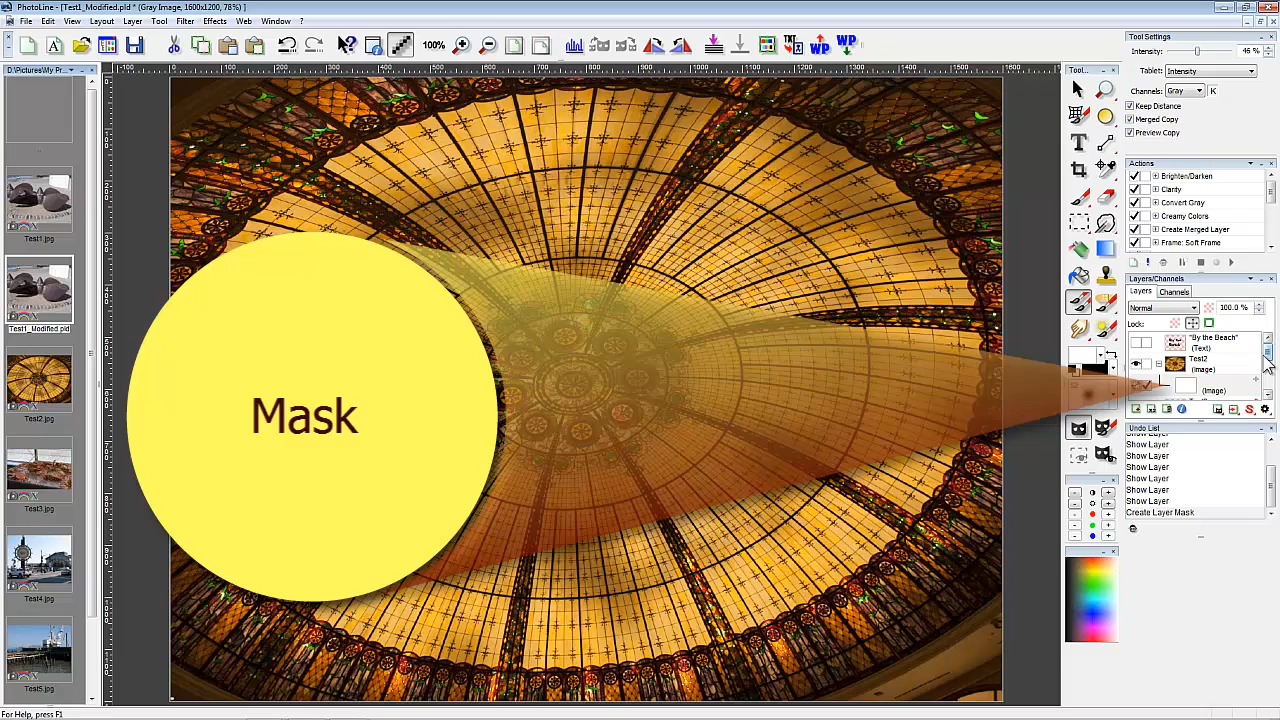 PhotoLine - [Test1_Modified.pld * (Gray Image, 1600x1200, 78%) ]
File Edit View Layout Layer Tool Filter Effects Web Window ?
100%
D:\Pictures\My Pr...
Test1.jpg
Test1_Modified.pld
Test2.jpg
Test3.jpg
Test4.jpg
Test5.jpg
Mask
Tool...
Tool Settings
Intensity: 46 %
Tablet: Intensity
Channels: Gray K
Keep Distance
Merged Copy
Preview Copy
Actions
Brighten/Darken
Clarity
Convert Gray
Creamy Colors
Create Merged Layer
Frame: Soft Frame
Layers/Channels
Layers Channels
Normal 100.0 %
Lock:
"By the Beach"
(Text)
Test2
(Image)
(Image)
Undo List
Show Layer
Show Layer
Show Layer
Show Layer
Show Layer
Show Layer
Create Layer Mask
For Help, press F1